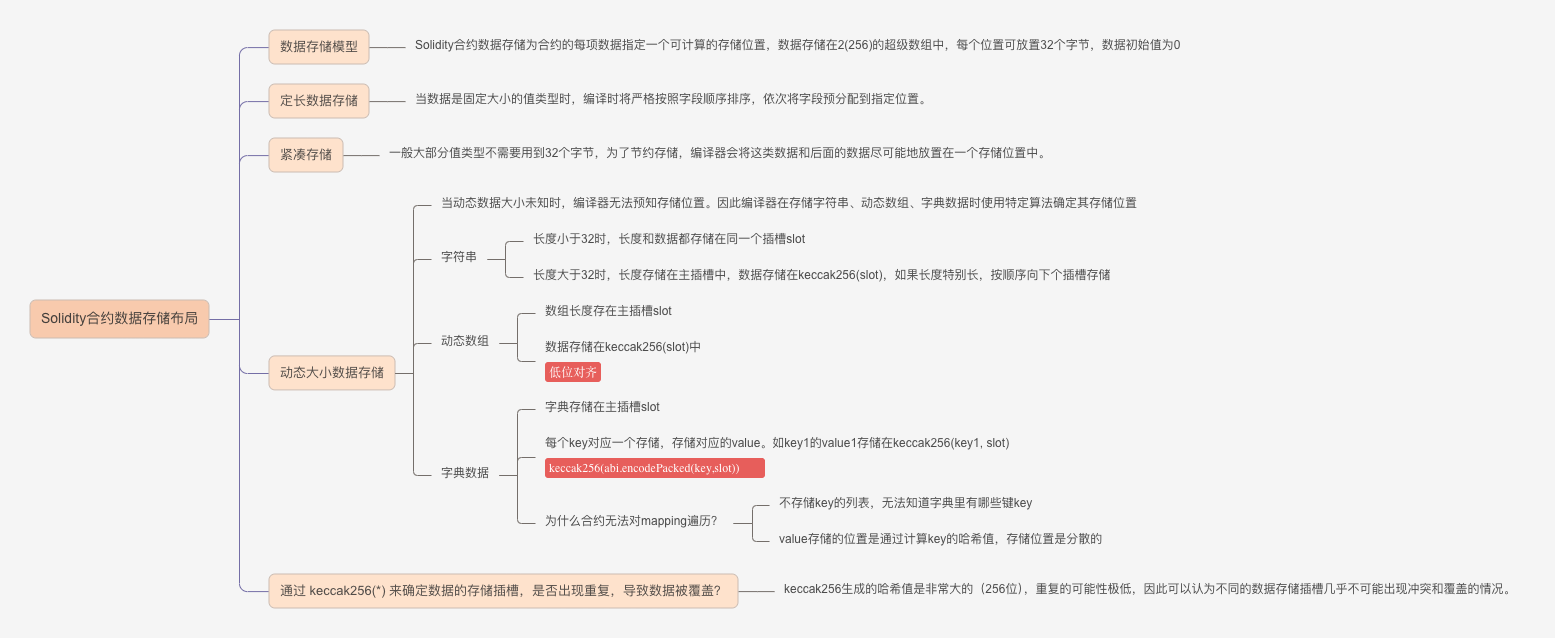 Solidity合约数据存储布局
数据存储模型
Solidity合约数据存储为合约的每项数据指定一个可计算的存储位置，数据存储在2(256)的超级数组中，每个位置可放置32个字节，数据初始值为0
定长数据存储
当数据是固定大小的值类型时，编译时将严格按照字段顺序排序，依次将字段预分配到指定位置。
紧凑存储
一般大部分值类型不需要用到32个字节，为了节约存储，编译器会将这类数据和后面的数据尽可能地放置在一个存储位置中。
动态大小数据存储
当动态数据大小未知时，编译器无法预知存储位置。因此编译器在存储字符串、动态数组、字典数据时使用特定算法确定其存储位置
字符串
长度小于32时，长度和数据都存储在同一个插槽slot
长度大于32时，长度存储在主插槽中，数据存储在keccak256(slot)，如果长度特别长，按顺序向下个插槽存储
动态数组
数组长度存在主插槽slot
数据存储在keccak256(slot)中
低位对齐
字典数据
字典存储在主插槽slot
每个key对应一个存储，存储对应的value。如key1的value1存储在keccak256(key1, slot)
keccak256(abi.encodePacked(key,slot))
为什么合约无法对mapping遍历？
不存储key的列表，无法知道字典里有哪些键key
value存储的位置是通过计算key的哈希值，存储位置是分散的
通过 keccak256(*) 来确定数据的存储插槽，是否出现重复，导致数据被覆盖？
keccak256生成的哈希值是非常大的（256位），重复的可能性极低，因此可以认为不同的数据存储插槽几乎不可能出现冲突和覆盖的情况。